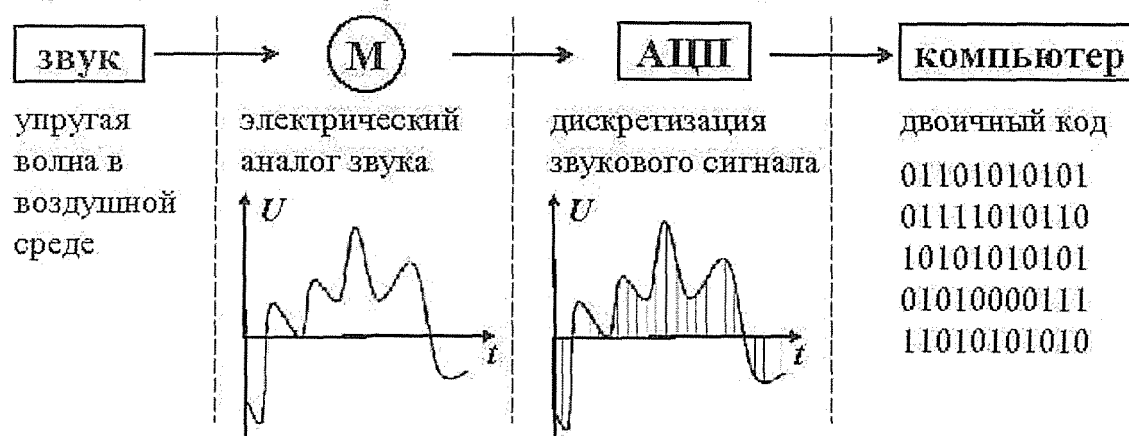 звук
М
АЦП
компьютер
упругая
волна в
воздушной
среде
электрический
аналог звука
U
t
дискретизация
звукового сигнала
U
t
двоичный код
01101010101
01111010110
10101010101
01010000111
11010101010